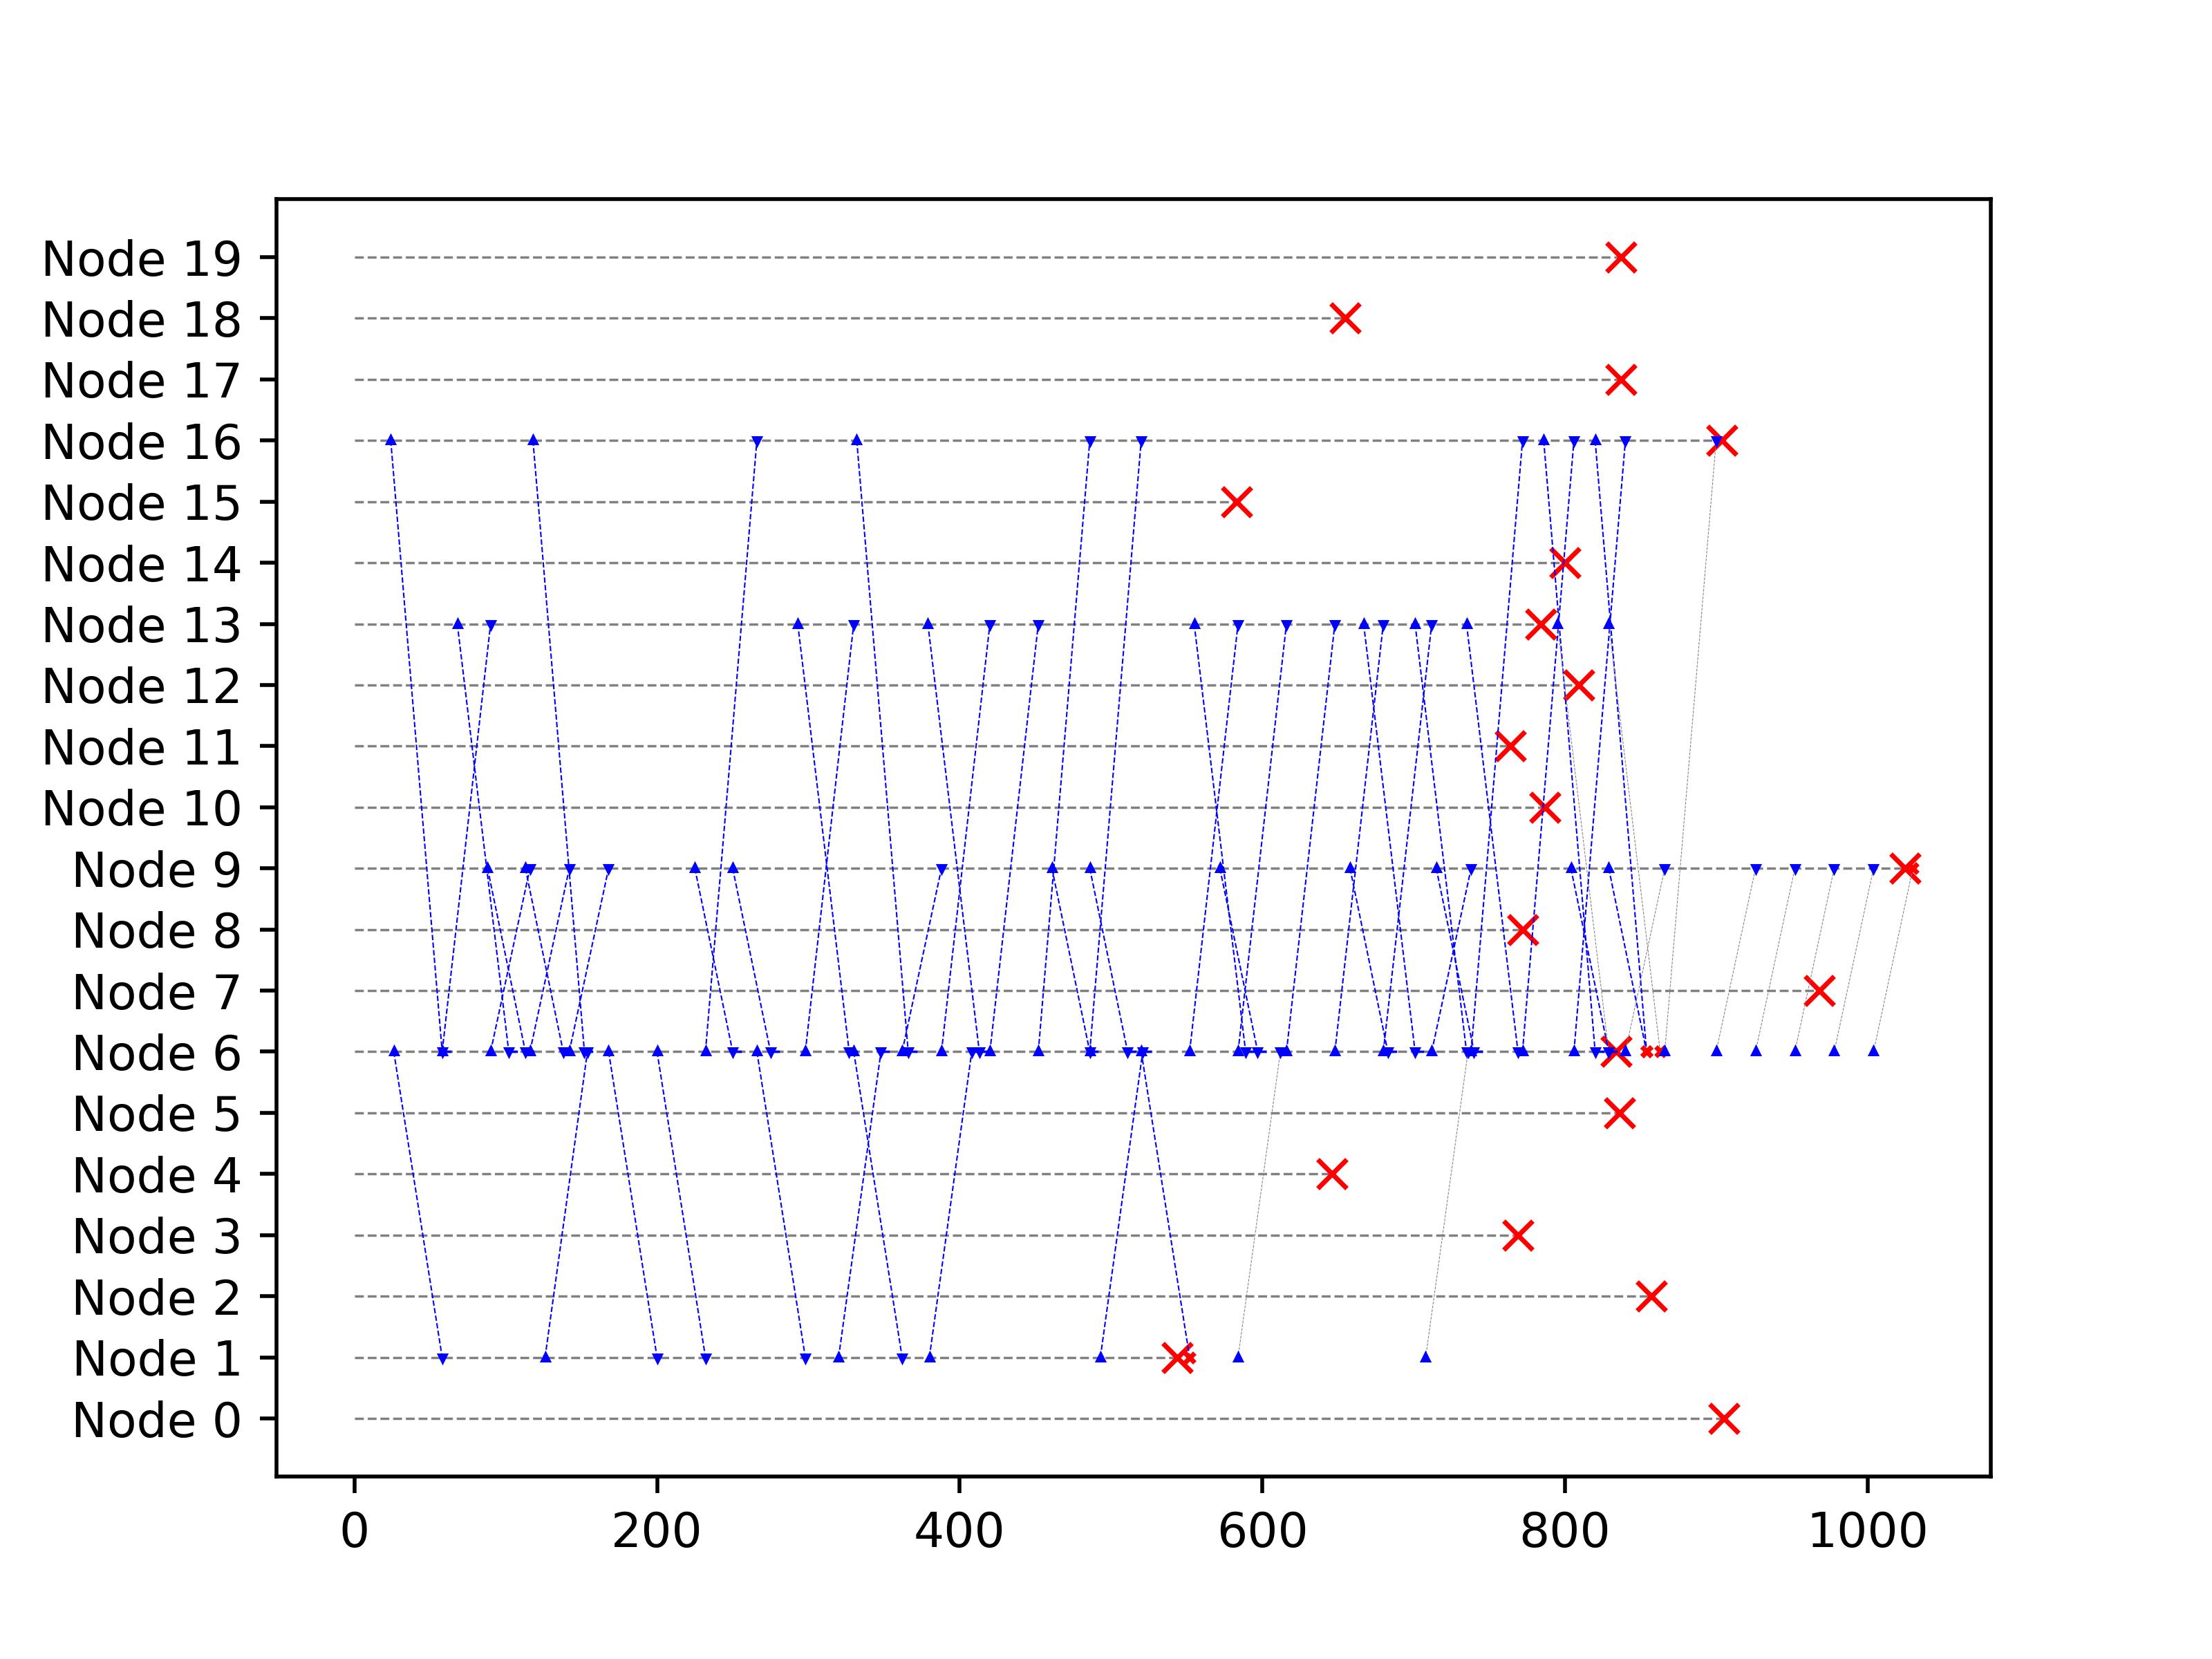 Node 19
Node 18
Node 17
Node 16
Node 15
Node 14
Node 13
Node 12
Node 11
Node 10
Node 9
Node 8
Node 7
Node 6
Node 5
Node 4
Node 3
Node 2
Node 1
Node 0
0 200 400 600 800 1000